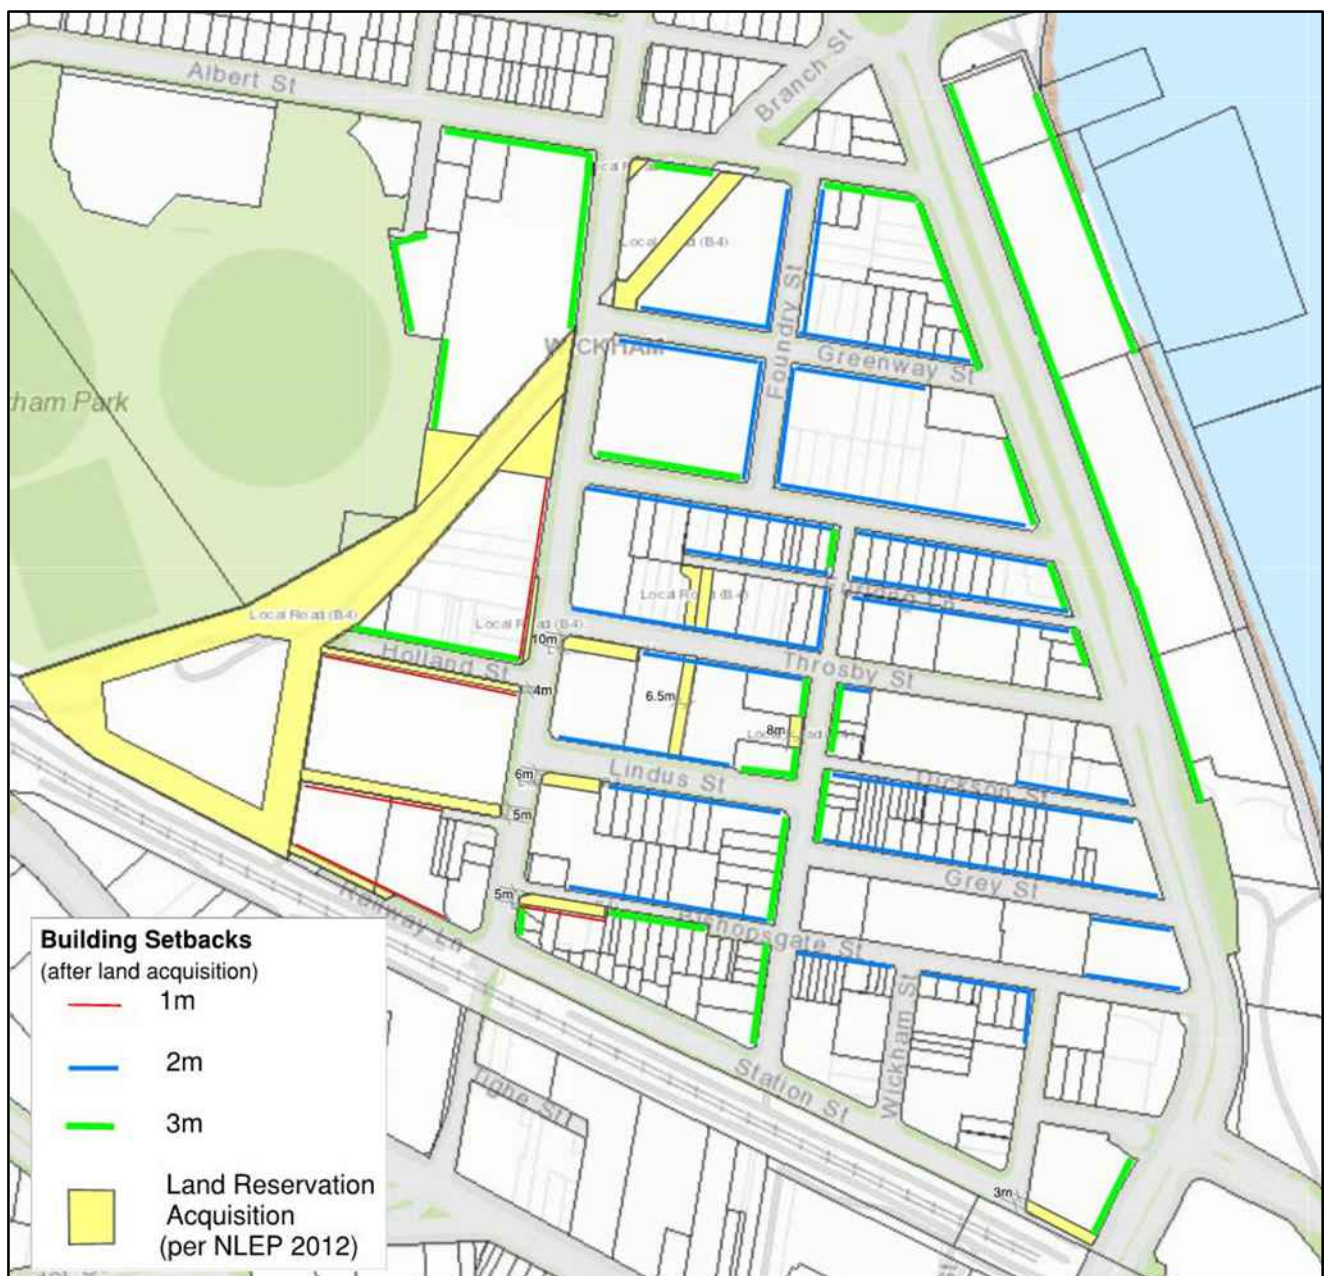 Albert St
Branch St
Local Road (B4)
Foundry St
WICKHAM
Greenway St
Park
Local Road (B4)
Local Road (B4)
Local Road (B4)
10m
Holland St
Throsby St
4m
6.5m
8m
Lindus St
Dickson St
6m
5m
Grey St
5m
Bishopsgate St
Railway Ln
Wickham St
Station St
Tighe St
3m
Building Setbacks
(after land acquisition)
1m
2m
3m
Land Reservation
Acquisition
(per NLEP 2012)